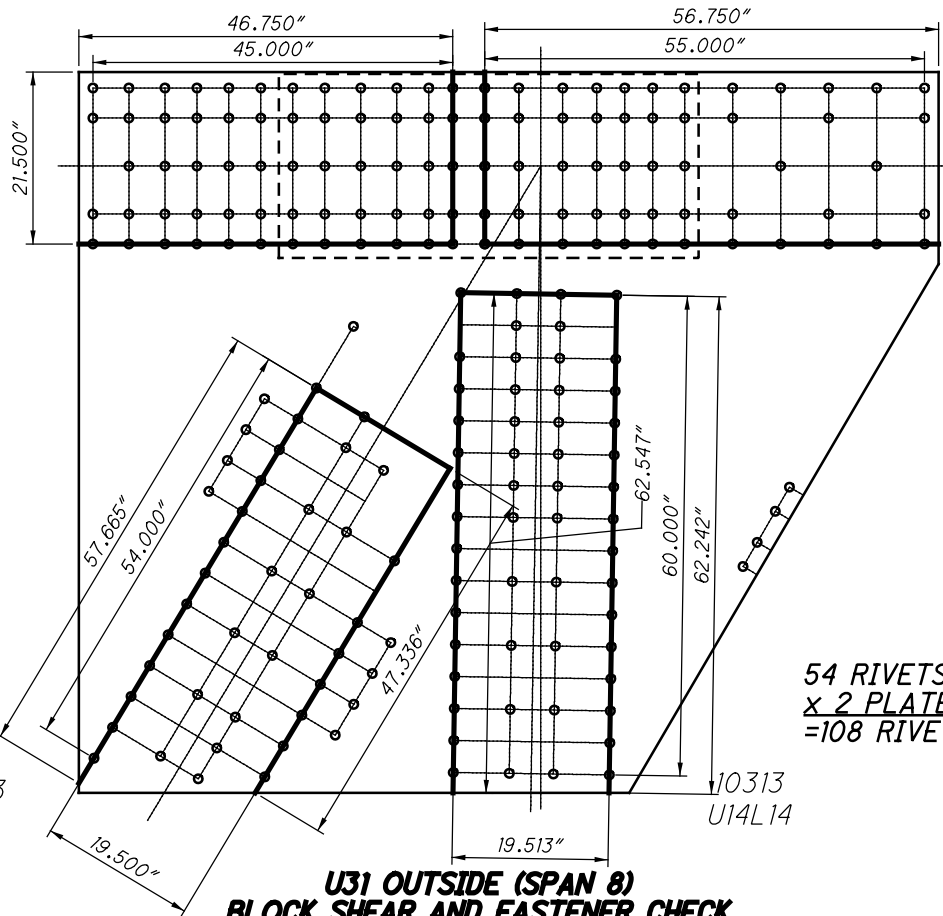 46.750"
56.750"
45.000"
55.000"
21.500"
62.547"
57.665"
54.000"
60.000"
62.242"
47.336"
54 RIVETS
x 2 PLATE
=108 RIVE
10313
U14L14
3
19.500"
19.513"
U31 OUTSIDE (SPAN 8)
BLOCK SHEAR AND FASTENER CHECK